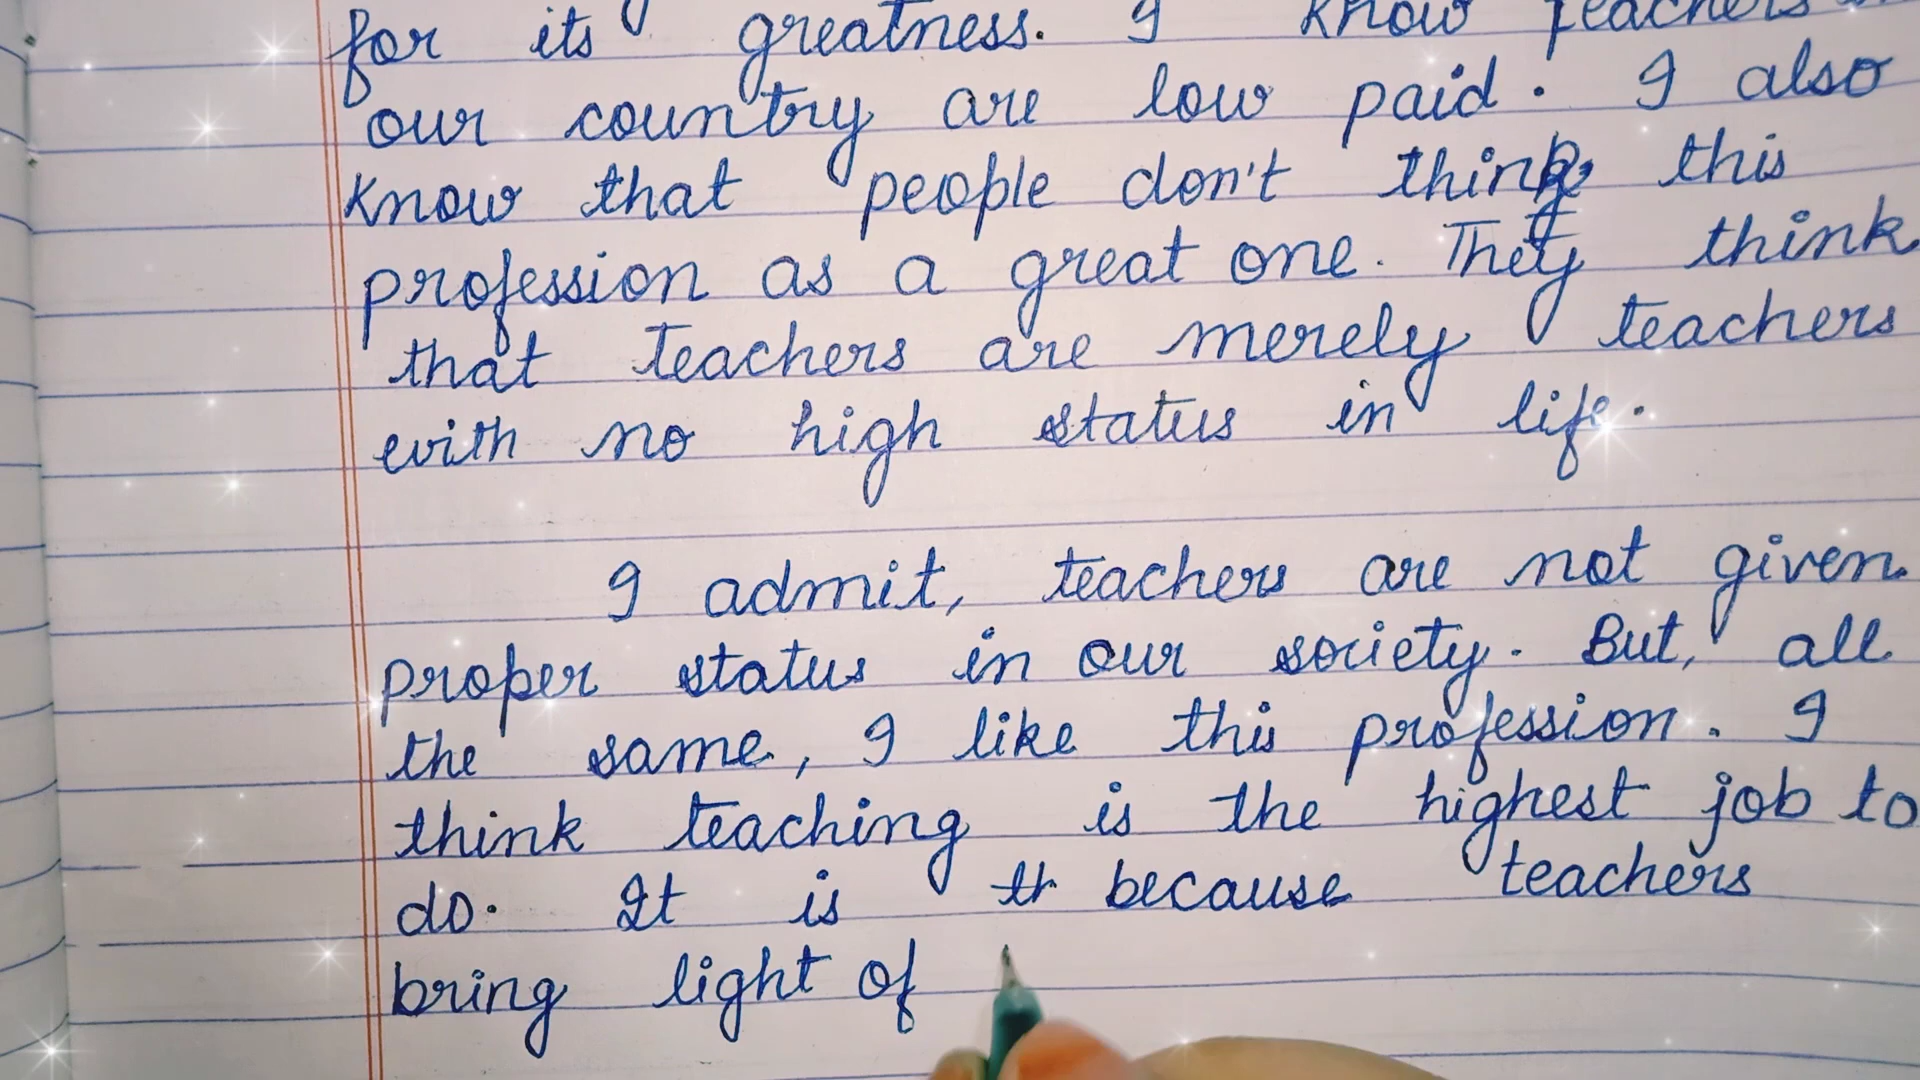 for its greatness. I know teachers
our country are low paid. I also
know that people don't think this
profession as a great one. They think
that teachers are merely teachers
with no high status in life.
I admit, teachers are not given
proper status in our society. But, all
the same, I like this profession. I
think teaching is the highest job to
do. It is th because teachers
bring light of